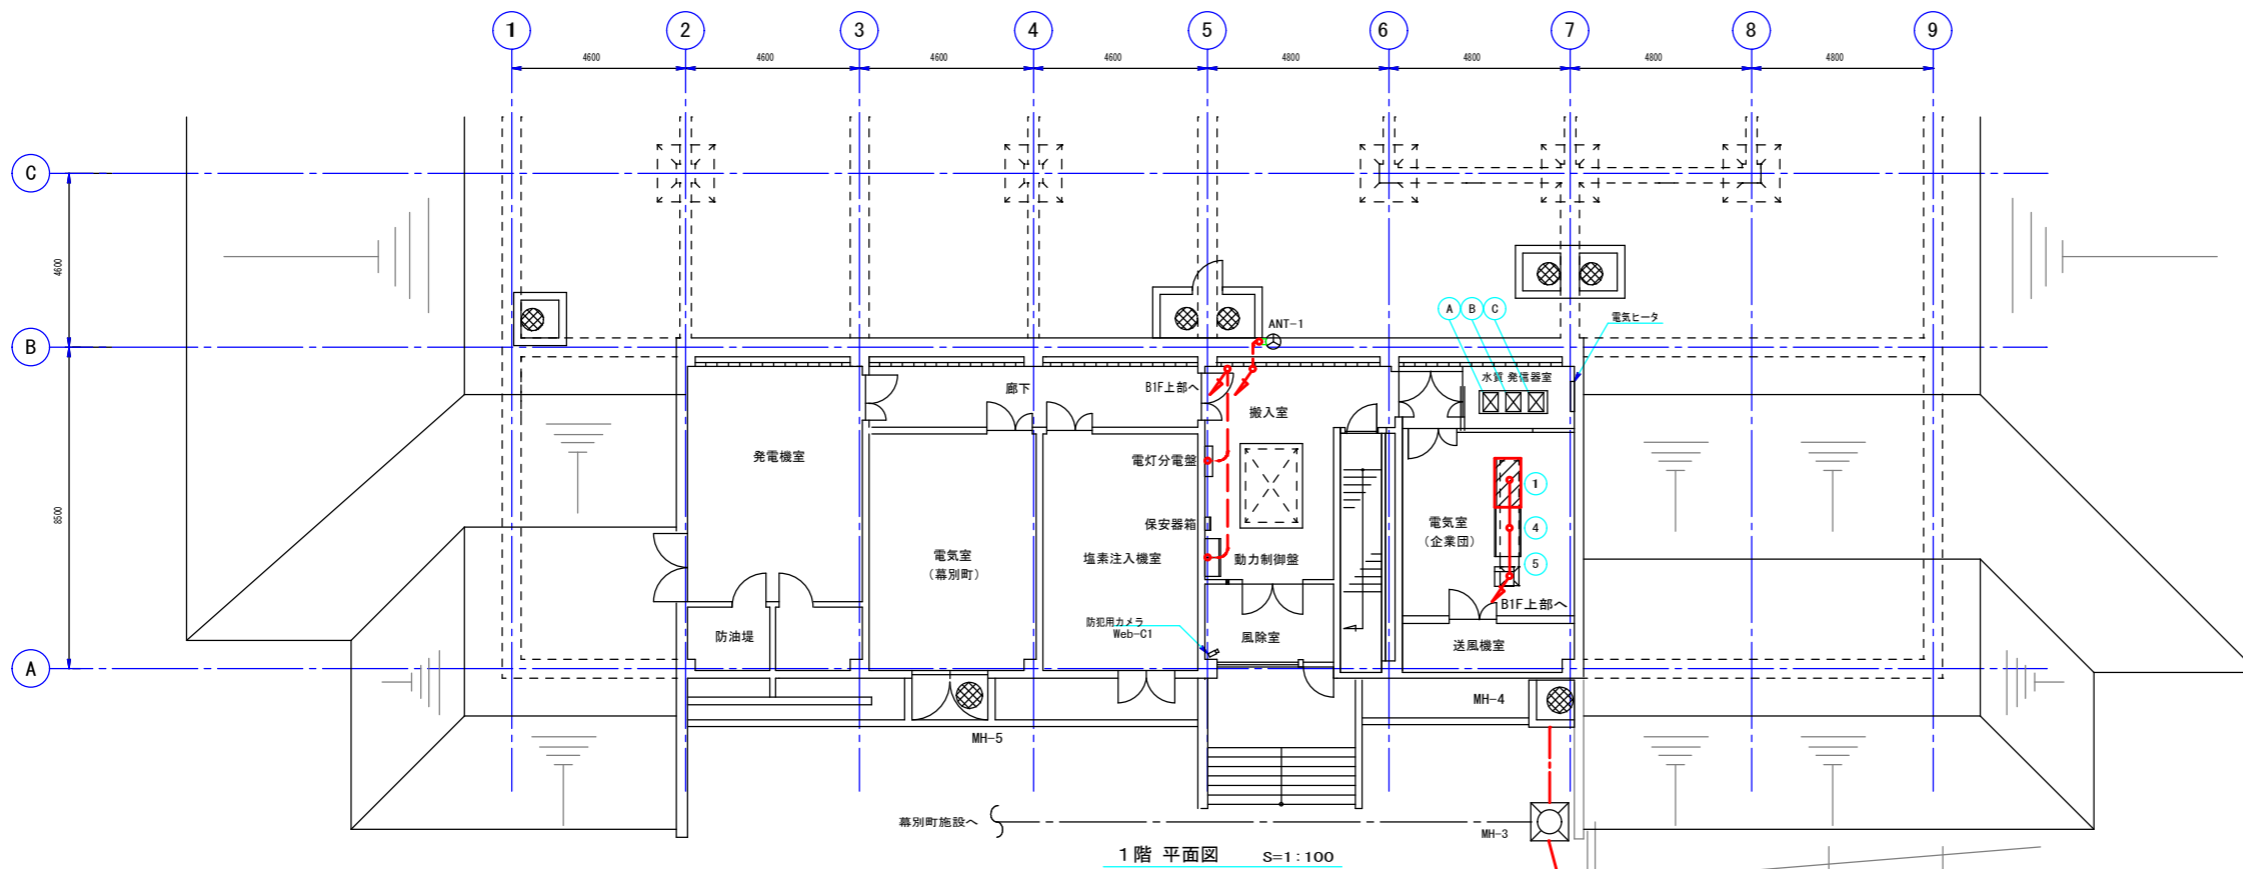 1 2 3 4 5 6 7 8 9
4600 4600 4600 4600 4800 4800 4800 4800
C
4600
B
8500
A
ANT-1
A B C
電気ヒータ
水質 発信器室
廊下
B1F上部へ
搬入室
発電機室
電灯分電盤
1
保安器箱
電気室
(企業団)
4
電気室
(幕別町)
塩素注入機室
動力制御盤
5
B1F上部へ
防犯用カメラ
Web-C1
防油堤
風除室
送風機室
MH-4
MH-5
幕別町施設へ
MH-3
1階 平面図 S=1:100